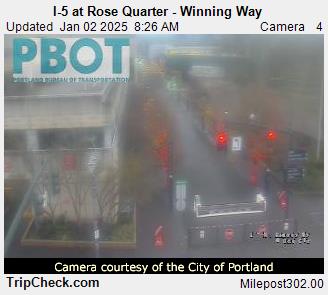 I-5 at Rose Quarter - Winning Way
Updated Jan 02 2025 8:26 AM Camera 4
PBOT
PORTLAND BUREAU OF TRANSPORTATION
Camera courtesy of the City of Portland
TripCheck.com Milepost302.00